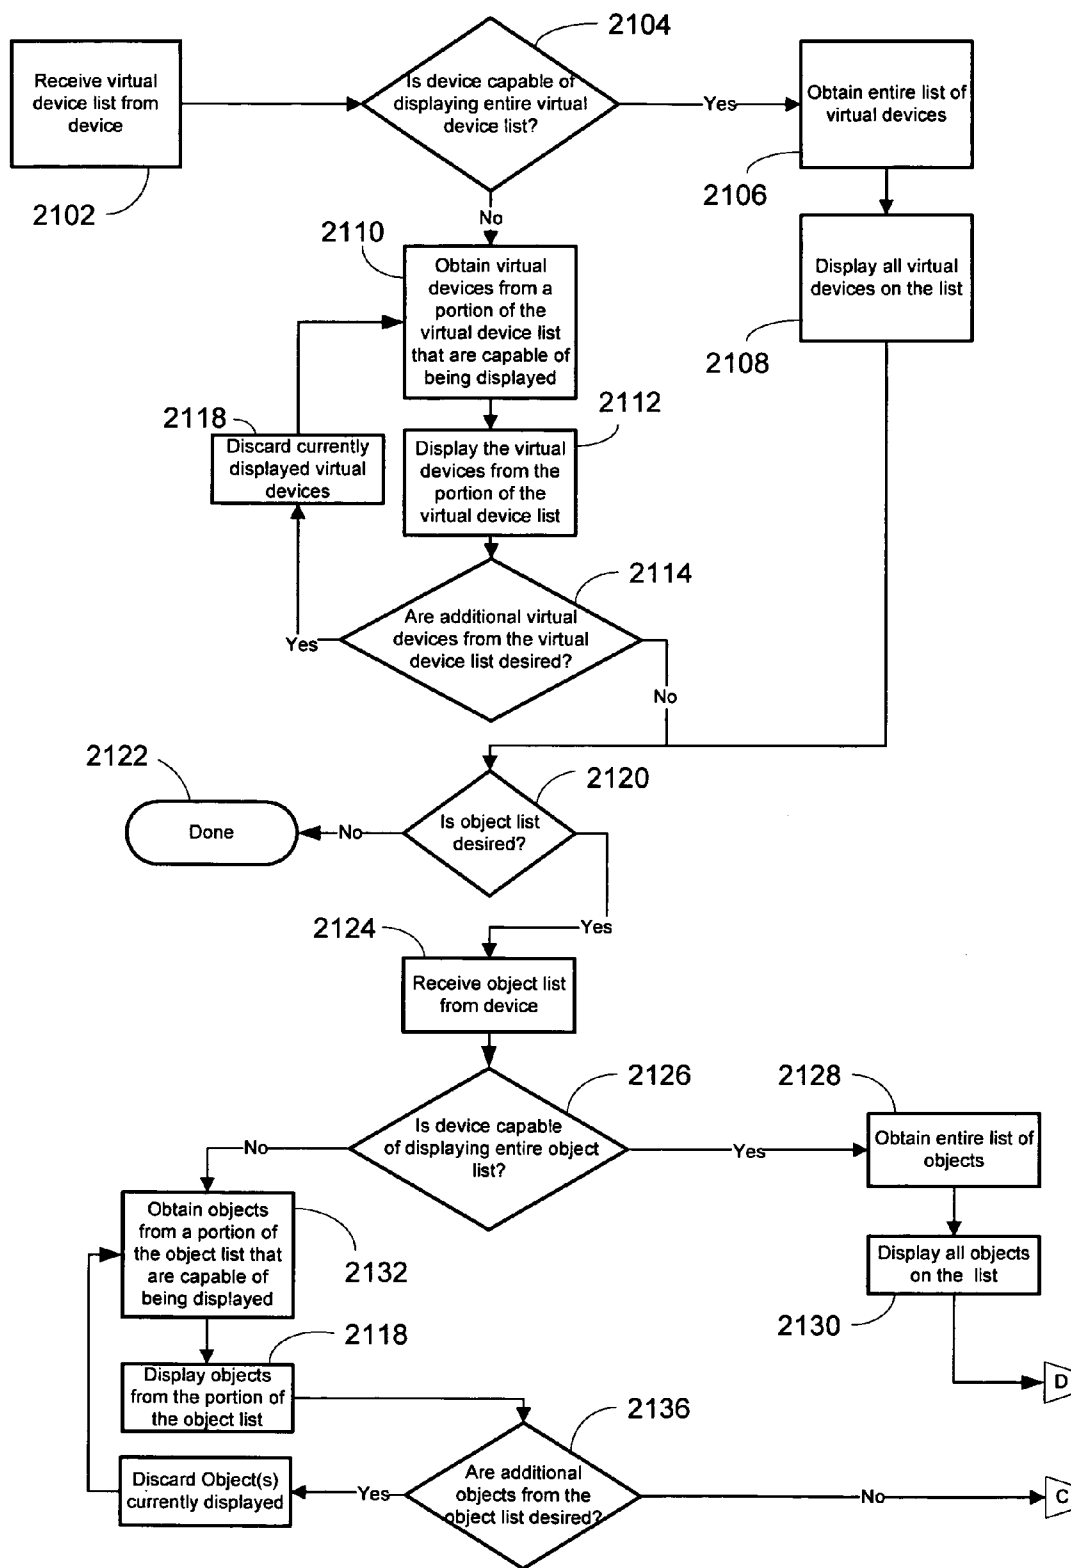 2104
Receive virtual
device list from
device
Is device capable of
displaying entire virtual
device list?
Yes
Obtain entire list of
virtual devices
2102
2106
No
2110
Obtain virtual
devices from a
portion of the
virtual device list
that are capable of
being displayed
Display all virtual
devices on the list
2108
2118
Discard currently
displayed virtual
devices
2112
Display the virtual
devices from the
portion of the
virtual device list
2114
Are additional virtual
devices from the virtual
device list desired?
Yes
No
2122
Done
No
2120
Is object list
desired?
Yes
2124
Receive object list
from device
2126
Is device capable
of displaying entire object
list?
No
Yes
2128
Obtain entire list of
objects
Obtain objects
from a portion of
the object list that
are capable of
being displayed
2132
Display all objects
on the list
2130
2118
Display objects
from the portion of
the object list
D
2136
Are additional
objects from the
object list desired?
Yes
Discard Object(s)
currently displayed
No
C